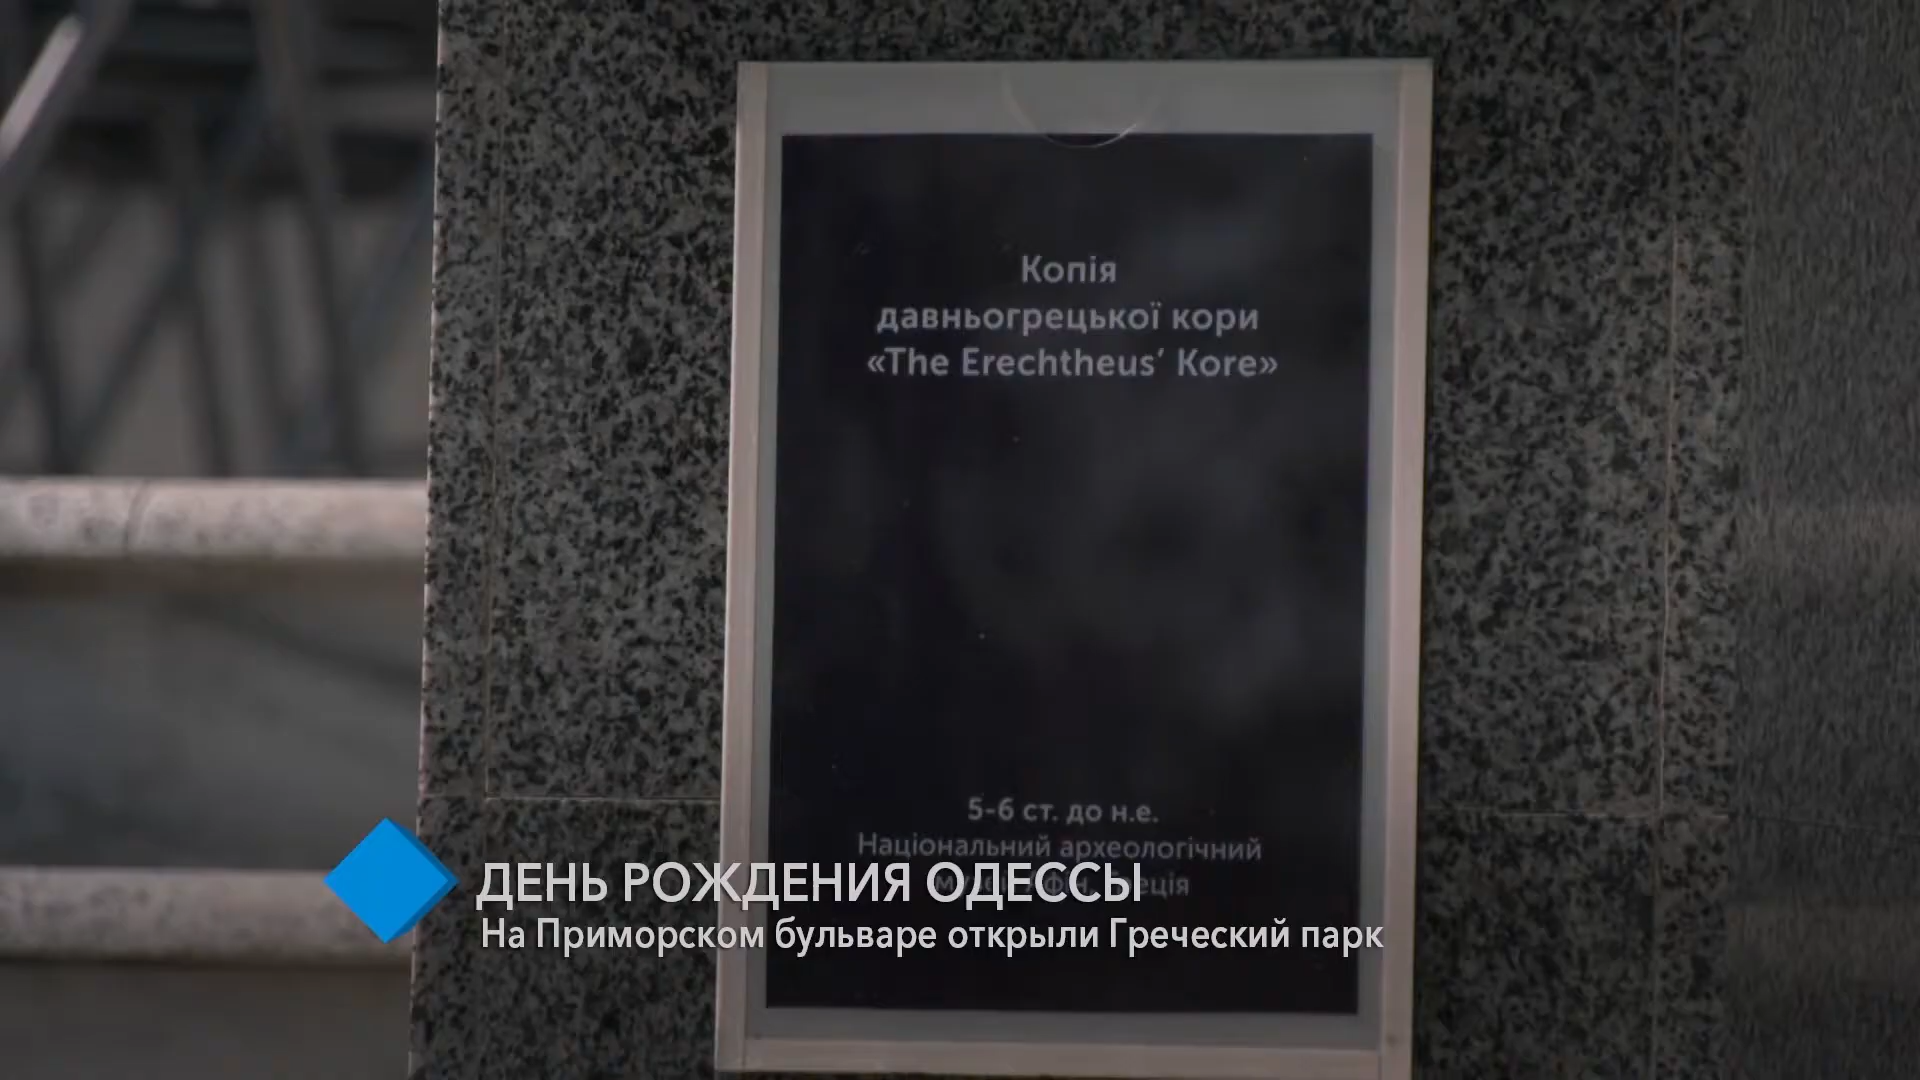 Копія
давньогрецької кори
«The Erechtheus’ Kore»
5-6 ст. до н.е.
Національний археологічний
ДЕНЬ РОЖДЕНИЯ ОДЕССЫ
На Приморском бульваре открыли Греческий парк